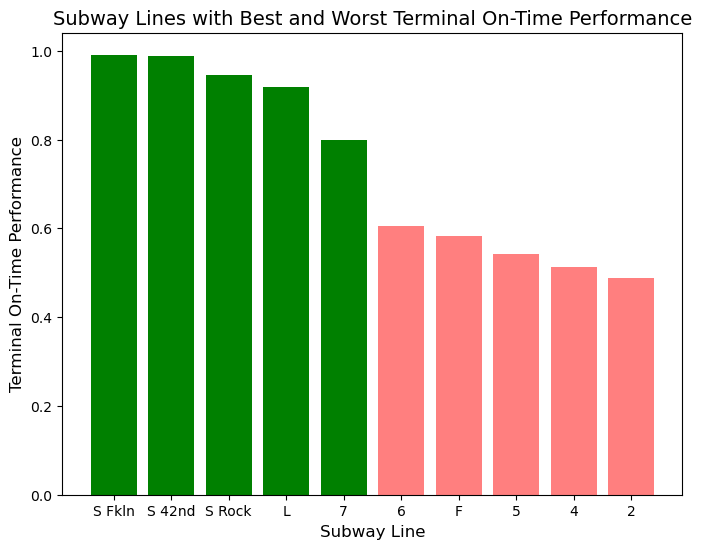 Subway Lines with Best and Worst Terminal On-Time Performance
Terminal On-Time Performance
1.0
0.8
0.6
0.4
0.2
0.0
S Fkln S 42nd S Rock L 7 6 F 5 4 2
Subway Line